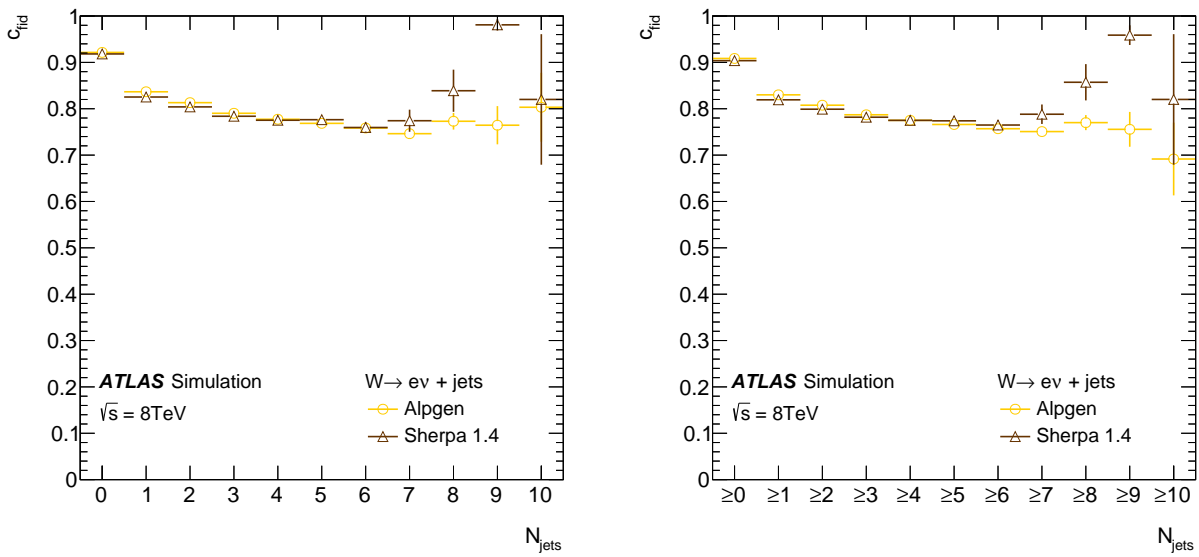 c_fid
1
0.9
0.8
0.7
0.6
0.5
0.4
0.3
0.2
0.1
0
ATLAS Simulation
√s = 8TeV
W→ eν + jets
Alpgen
Sherpa 1.4
0 1 2 3 4 5 6 7 8 9 10
N_jets
c_fid
1
0.9
0.8
0.7
0.6
0.5
0.4
0.3
0.2
0.1
0
ATLAS Simulation
√s = 8TeV
W→ eν + jets
Alpgen
Sherpa 1.4
≥0 ≥1 ≥2 ≥3 ≥4 ≥5 ≥6 ≥7 ≥8 ≥9 ≥10
N_jets